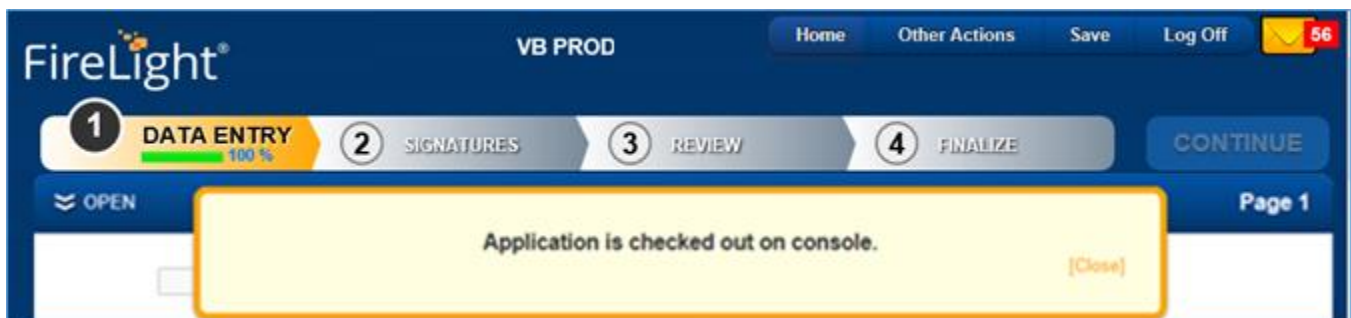 FireLight®
VB PROD
Home Other Actions Save Log Off 56
1 DATA ENTRY 100 % 2 SIGNATURES 3 REVIEW 4 FINALIZE CONTINUE
OPEN Page 1
Application is checked out on console.
[Close]